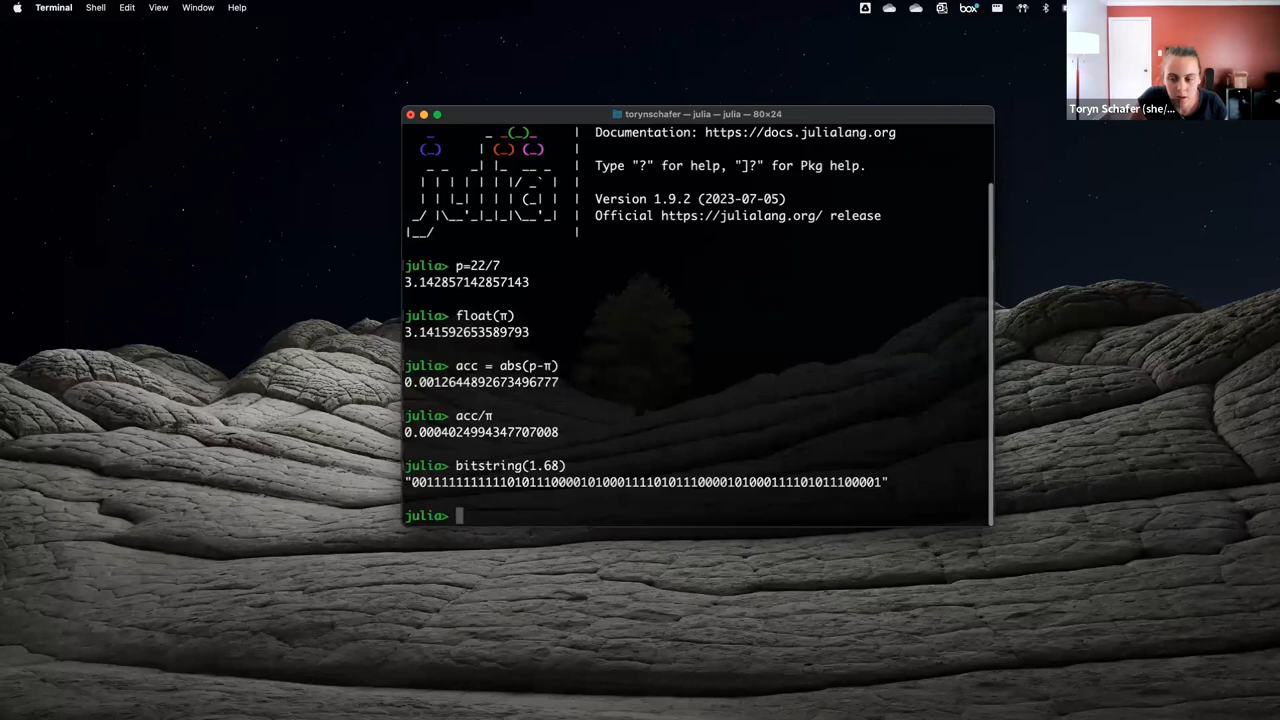 Terminal Shell Edit View Window Help
box
Toryn Schafer (she/...
torynschafer — julia — julia — 80×24
Documentation: https://docs.julialang.org
Type "?" for help, "]?" for Pkg help.
Version 1.9.2 (2023-07-05)
Official https://julialang.org/ release
julia> p=22/7
3.142857142857143
julia> float(π)
3.141592653589793
julia> acc = abs(p-π)
0.0012644892673496777
julia> acc/π
0.0004024994347707008
julia> bitstring(1.68)
"0011111111111010111000010100011110101110000101000111101011100001"
julia>